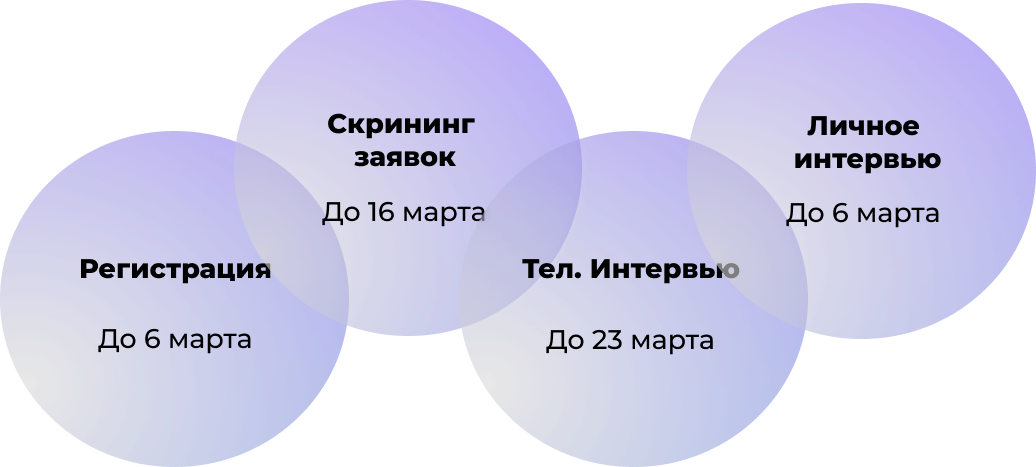 Регистрация
До 6 марта
Скрининг
заявок
До 16 марта
Тел. Интервью
До 23 марта
Личное
интервью
До 6 марта